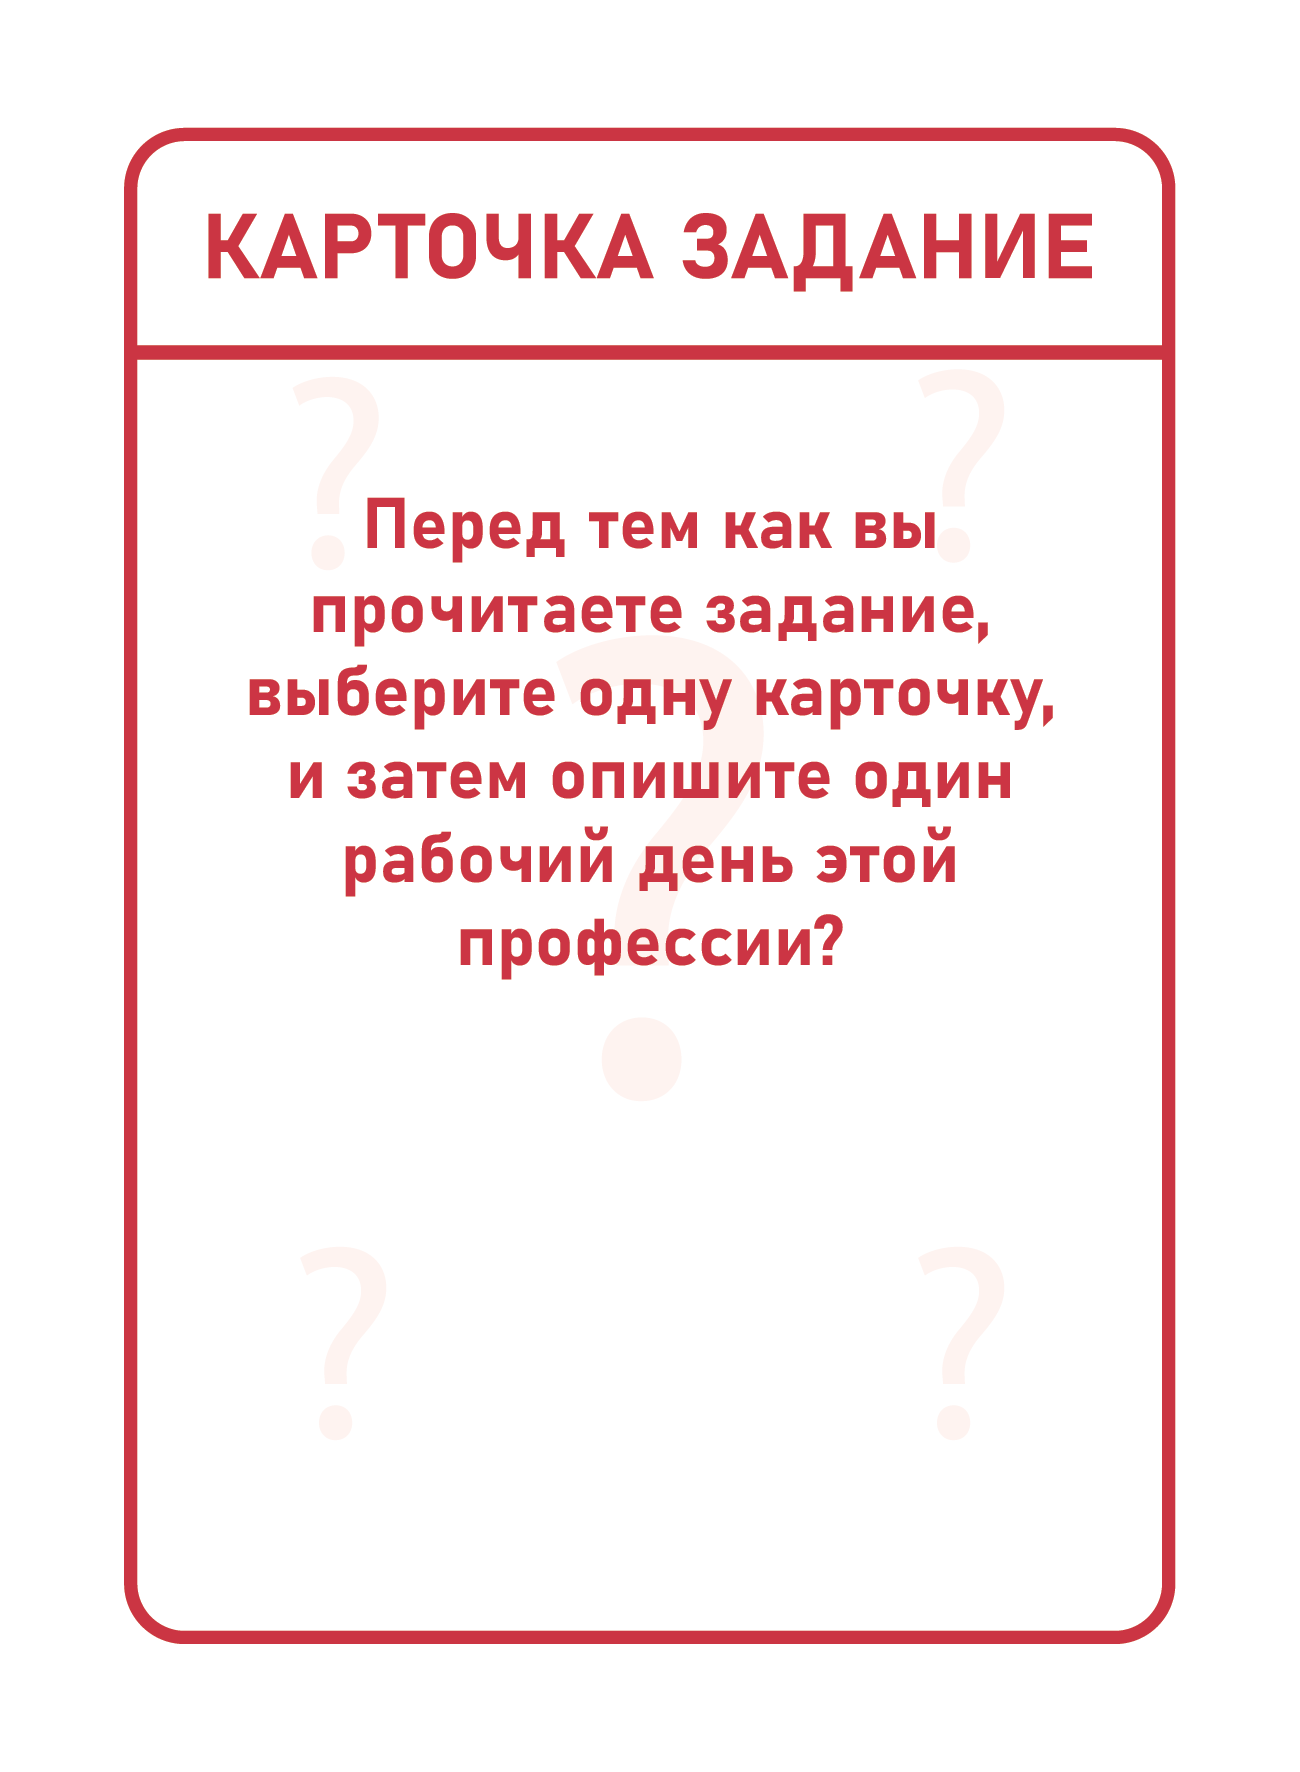 КАРТОЧКА ЗАДАНИЕ
Перед тем как вы
прочитаете задание,
выберите одну карточку,
и затем опишите один
рабочий день этой
профессии?